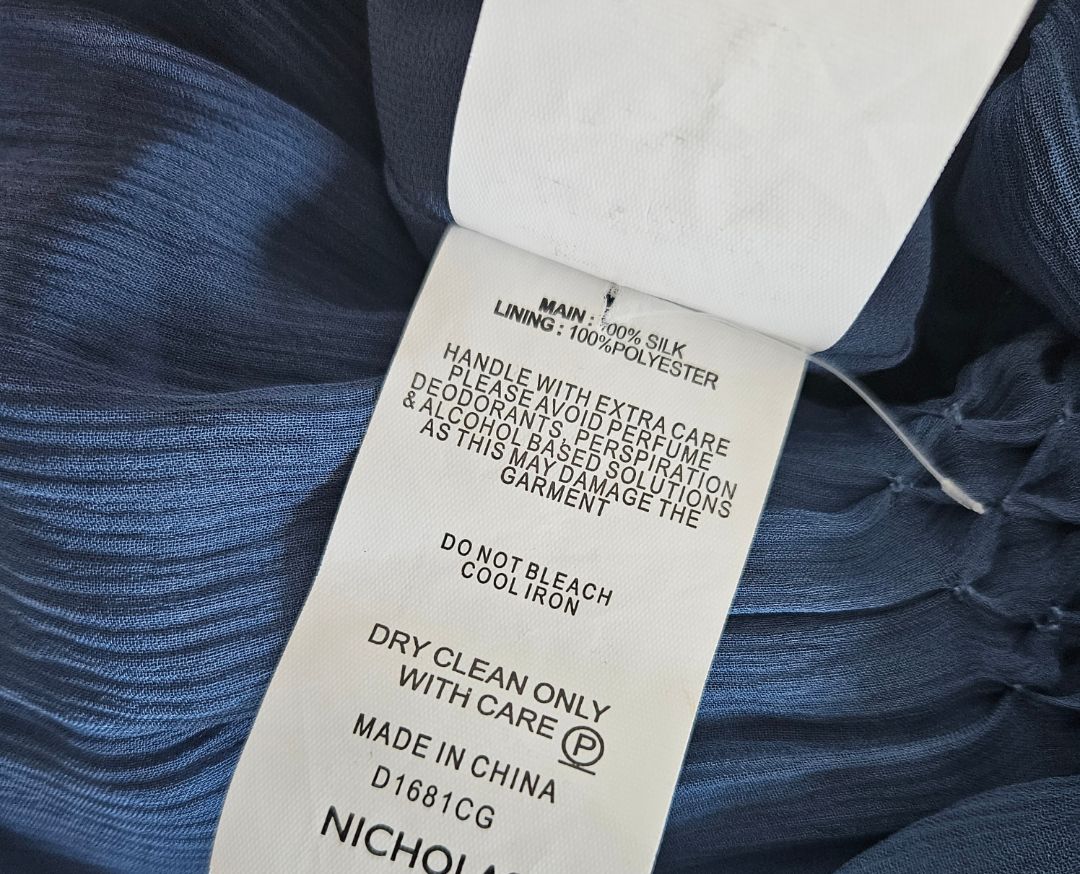 MAIN : 100% SILK
LINING : 100%POLYESTER
HANDLE WITH EXTRA CARE
PLEASE AVOID PERFUME
DEODORANTS, PERSPIRATION
& ALCOHOL BASED SOLUTIONS
AS THIS MAY DAMAGE THE
GARMENT
DO NOT BLEACH
COOL IRON
DRY CLEAN ONLY
WITH CARE P
MADE IN CHINA
D1681CG